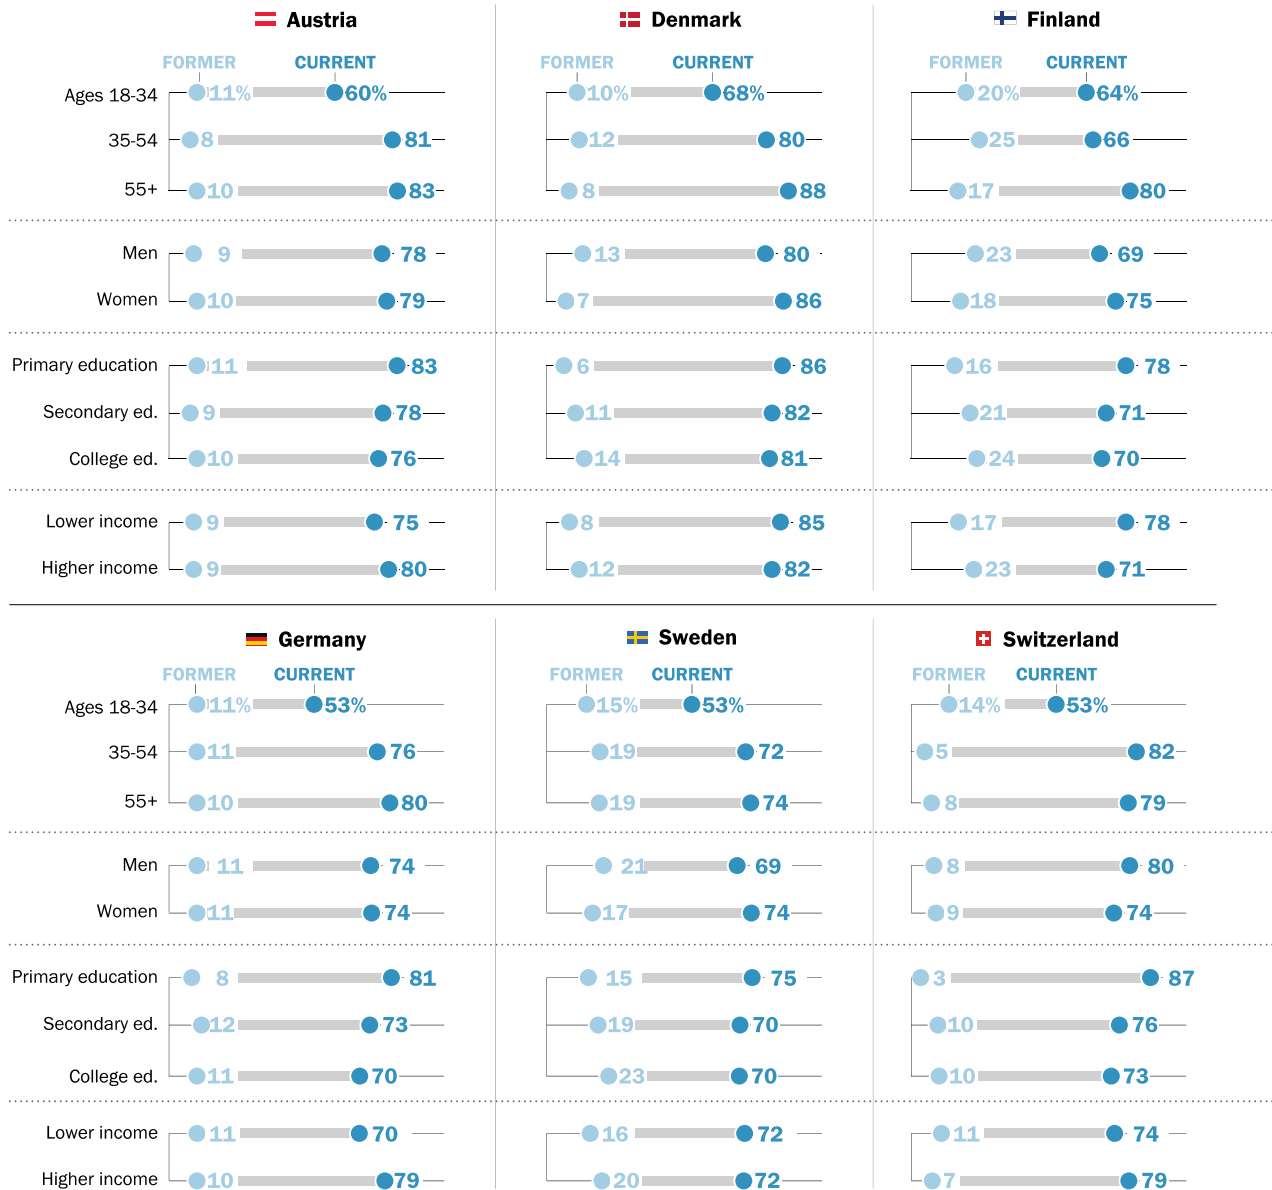 Austria Denmark Finland
FORMER CURRENT FORMER CURRENT FORMER CURRENT
Ages 18-34 11% 60% 10% 68% 20% 64%
35-54 8 81 12 80 25 66
55+ 10 83 8 88 17 80
Men 9 78 13 80 23 69
Women 10 79 7 86 18 75
Primary education 11 83 6 86 16 78
Secondary ed. 9 78 11 82 21 71
College ed. 10 76 14 81 24 70
Lower income 9 75 8 85 17 78
Higher income 9 80 12 82 23 71
Germany Sweden Switzerland
FORMER CURRENT FORMER CURRENT FORMER CURRENT
Ages 18-34 11% 53% 15% 53% 14% 53%
35-54 11 76 19 72 5 82
55+ 10 80 19 74 8 79
Men 11 74 21 69 8 80
Women 11 74 17 74 9 74
Primary education 8 81 15 75 3 87
Secondary ed. 12 73 19 70 10 76
College ed. 11 70 23 70 10 73
Lower income 11 70 16 72 11 74
Higher income 10 79 20 72 7 79